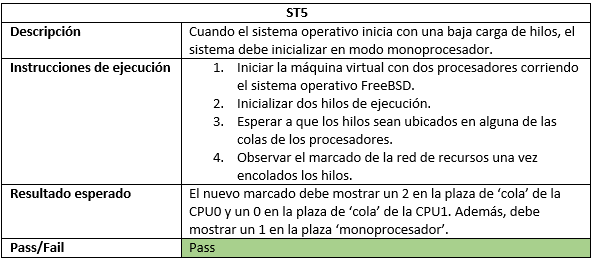 ST5
Descripción
Cuando el sistema operativo inicia con una baja carga de hilos, el
sistema debe inicializar en modo monoprocesador.
Instrucciones de ejecución
1. Iniciar la máquina virtual con dos procesadores corriendo
el sistema operativo FreeBSD.
2. Inicializar dos hilos de ejecución.
3. Esperar a que los hilos sean ubicados en alguna de las
colas de los procesadores.
4. Observar el marcado de la red de recursos una vez
encolados los hilos.
Resultado esperado
El nuevo marcado debe mostrar un 2 en la plaza de ‘cola’ de la
CPU0 y un 0 en la plaza de ‘cola’ de la CPU1. Además, debe
mostrar un 1 en la plaza ‘monoprocesador’.
Pass/Fail
Pass